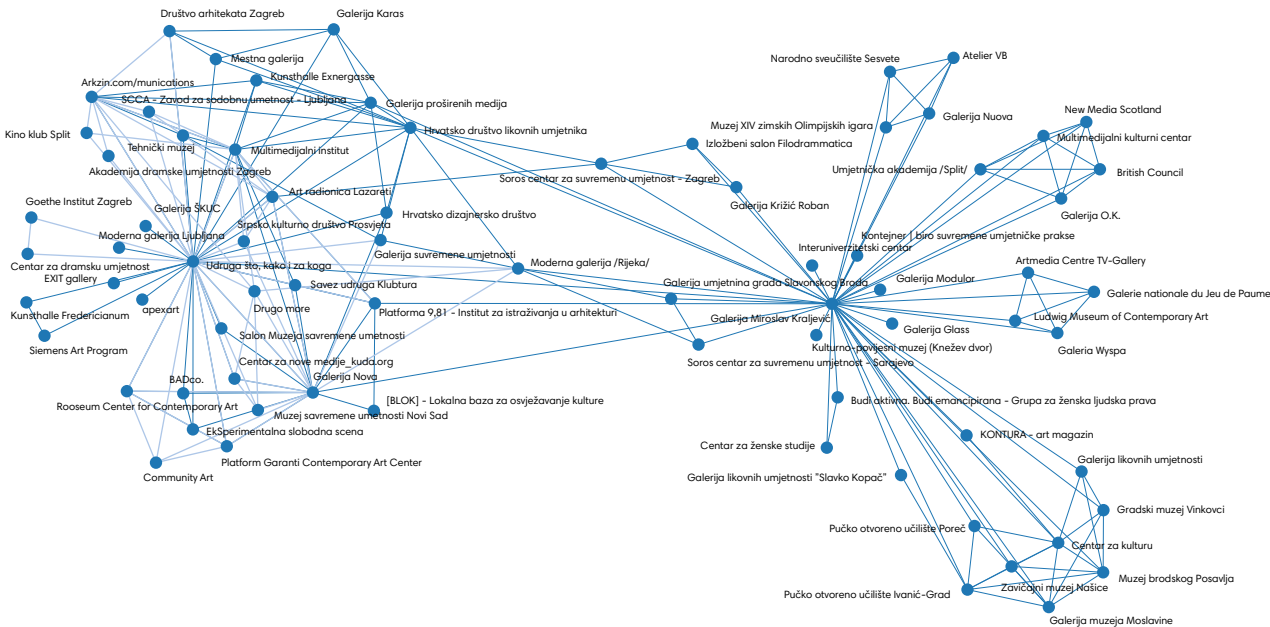 Društvo arhitekata Zagreb
Galerija Karas
Mestna galerija
Narodno sveučilište Sesvete
Atelier VB
Kunsthalle Exnergasse
Arkzin.com/munications
SCCA - Zavod za sodobnu umetnost - Ljubljana
Galerija proširenih medija
New Media Scotland
Galerija Nuova
Muzej XIV zimskih Olimpijskih igara
Kino klub Split
Hrvatsko društvo likovnih umjetnika
Multimedijalni kulturni centar
Izložbeni salon Filodrammatica
Tehnički muzej
Multimedijalni Institut
Akademija dramske umjetnosti Zagreb
Soros centar za suvremenu umjetnost - Zagreb
Umjetnička akademija /Split/
British Council
Art radionica Lazareti
Goethe Institut Zagreb
Galerija ŠKUC
Galerija Križić Roban
Hrvatsko dizajnersko društvo
Galerija O.K.
Srpsko kulturno društvo Prosvjeta
Moderna galerija Ljubljana
Kontejner | biro suvremene umjetničke prakse
Interuniverzitetski centar
Galerija suvremene umjetnosti
Moderna galerija /Rijeka/
Artmedia Centre TV-Gallery
Centar za dramsku umjetnost
Udruga što, kako i za koga
EXIT gallery
Savez udruga Klubtura
Galerija umjetnina grada Slavonskog Broda
Galerija Modulor
Galerie nationale du Jeu de Paume
Kunsthalle Fredericianum
apexart
Drugo more
Platforma 9,81 - Institut za istraživanja u arhitekturi
Galerija Miroslav Kraljević
Ludwig Museum of Contemporary Art
Galerija Glass
Salon Muzeja savremene umetnosti
Siemens Art Program
Kulturno-povijesni muzej (Knežev dvor)
Galeria Wyspa
Centar za nove medije_kuda.org
Soros centar za suvremenu umjetnost - Sarajevo
Galerija Nova
BADco.
[BLOK] - Lokalna baza za osvježavanje kulture
Budi aktivna. Budi emancipirana - Grupa za ženska ljudska prava
Rooseum Center for Contemporary Art
Muzej savremene umetnosti Novi Sad
EkSperimentalna slobodna scena
KONTURA - art magazin
Centar za ženske studije
Platform Garanti Contemporary Art Center
Galerija likovnih umjetnosti
Community Art
Galerija likovnih umjetnosti "Slavko Kopač"
Gradski muzej Vinkovci
Pučko otvoreno učilište Poreč
Centar za kulturu
Muzej brodskog Posavlja
Zavičajni muzej Našice
Pučko otvoreno učilište Ivanić-Grad
Galerija muzeja Moslavine